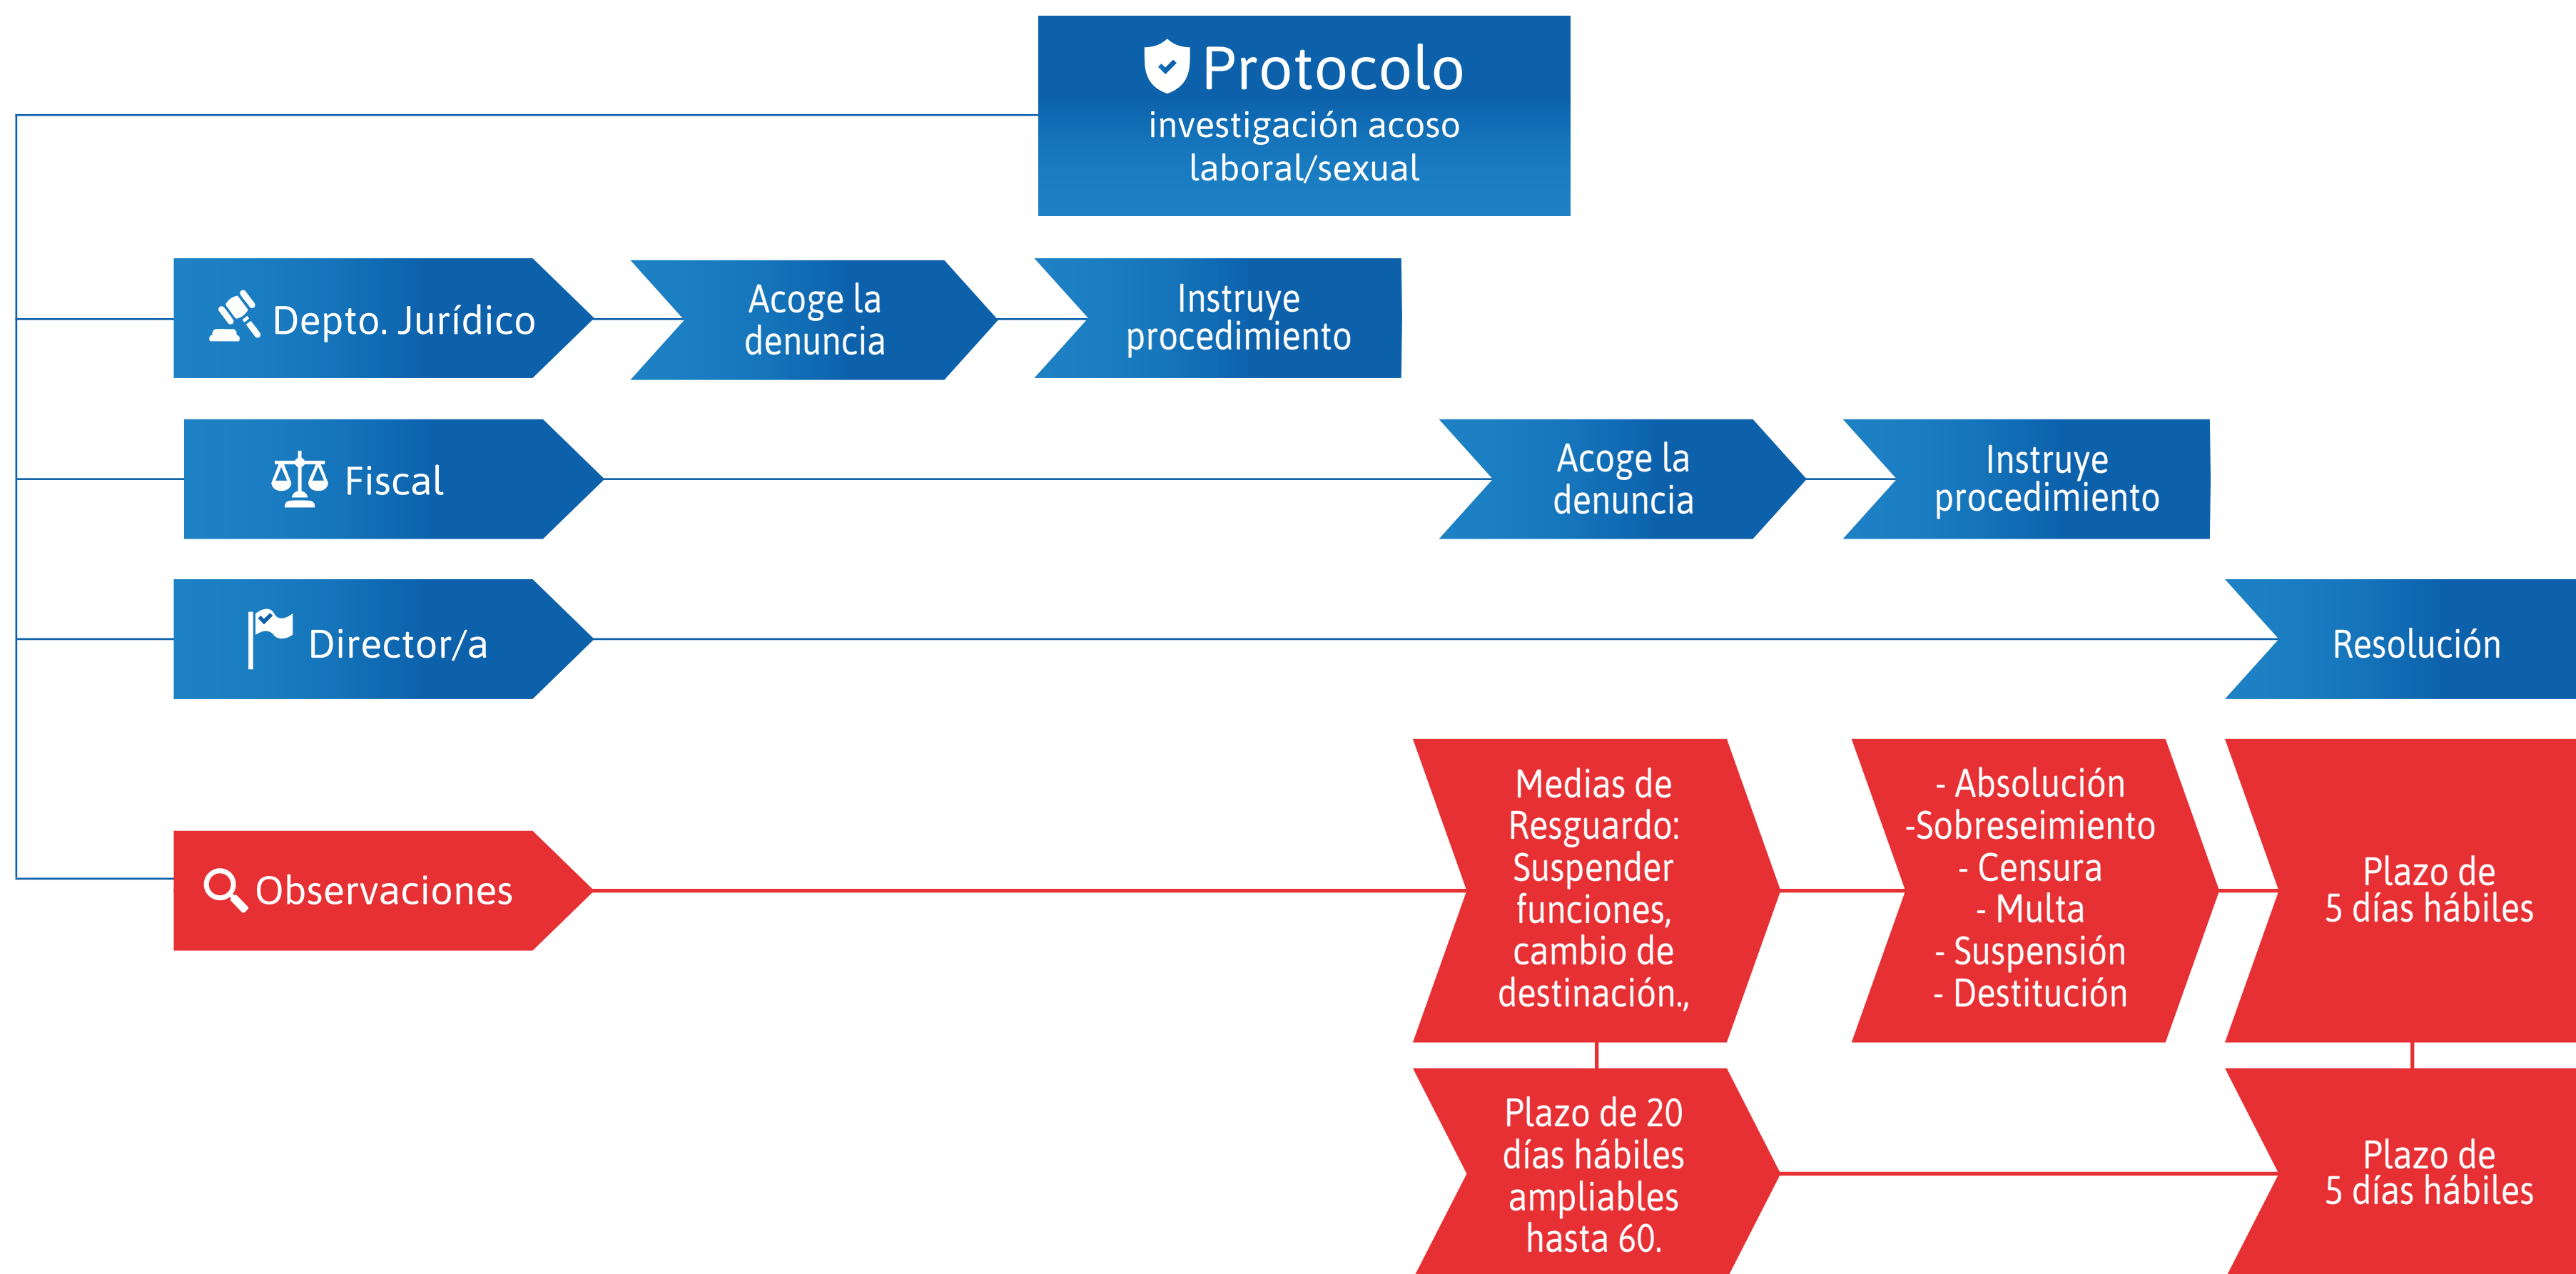 Protocolo
investigación acoso
laboral/sexual
Depto. Jurídico
Acoge la
denuncia
Instruye
procedimiento
Fiscal
Acoge la
denuncia
Instruye
procedimiento
Director/a
Resolución
Observaciones
Medias de
Resguardo:
Suspender
funciones,
cambio de
destinación.,
- Absolución
-Sobreseimiento
- Censura
- Multa
- Suspensión
- Destitución
Plazo de
5 días hábiles
Plazo de 20
días hábiles
ampliables
hasta 60.
Plazo de
5 días hábiles